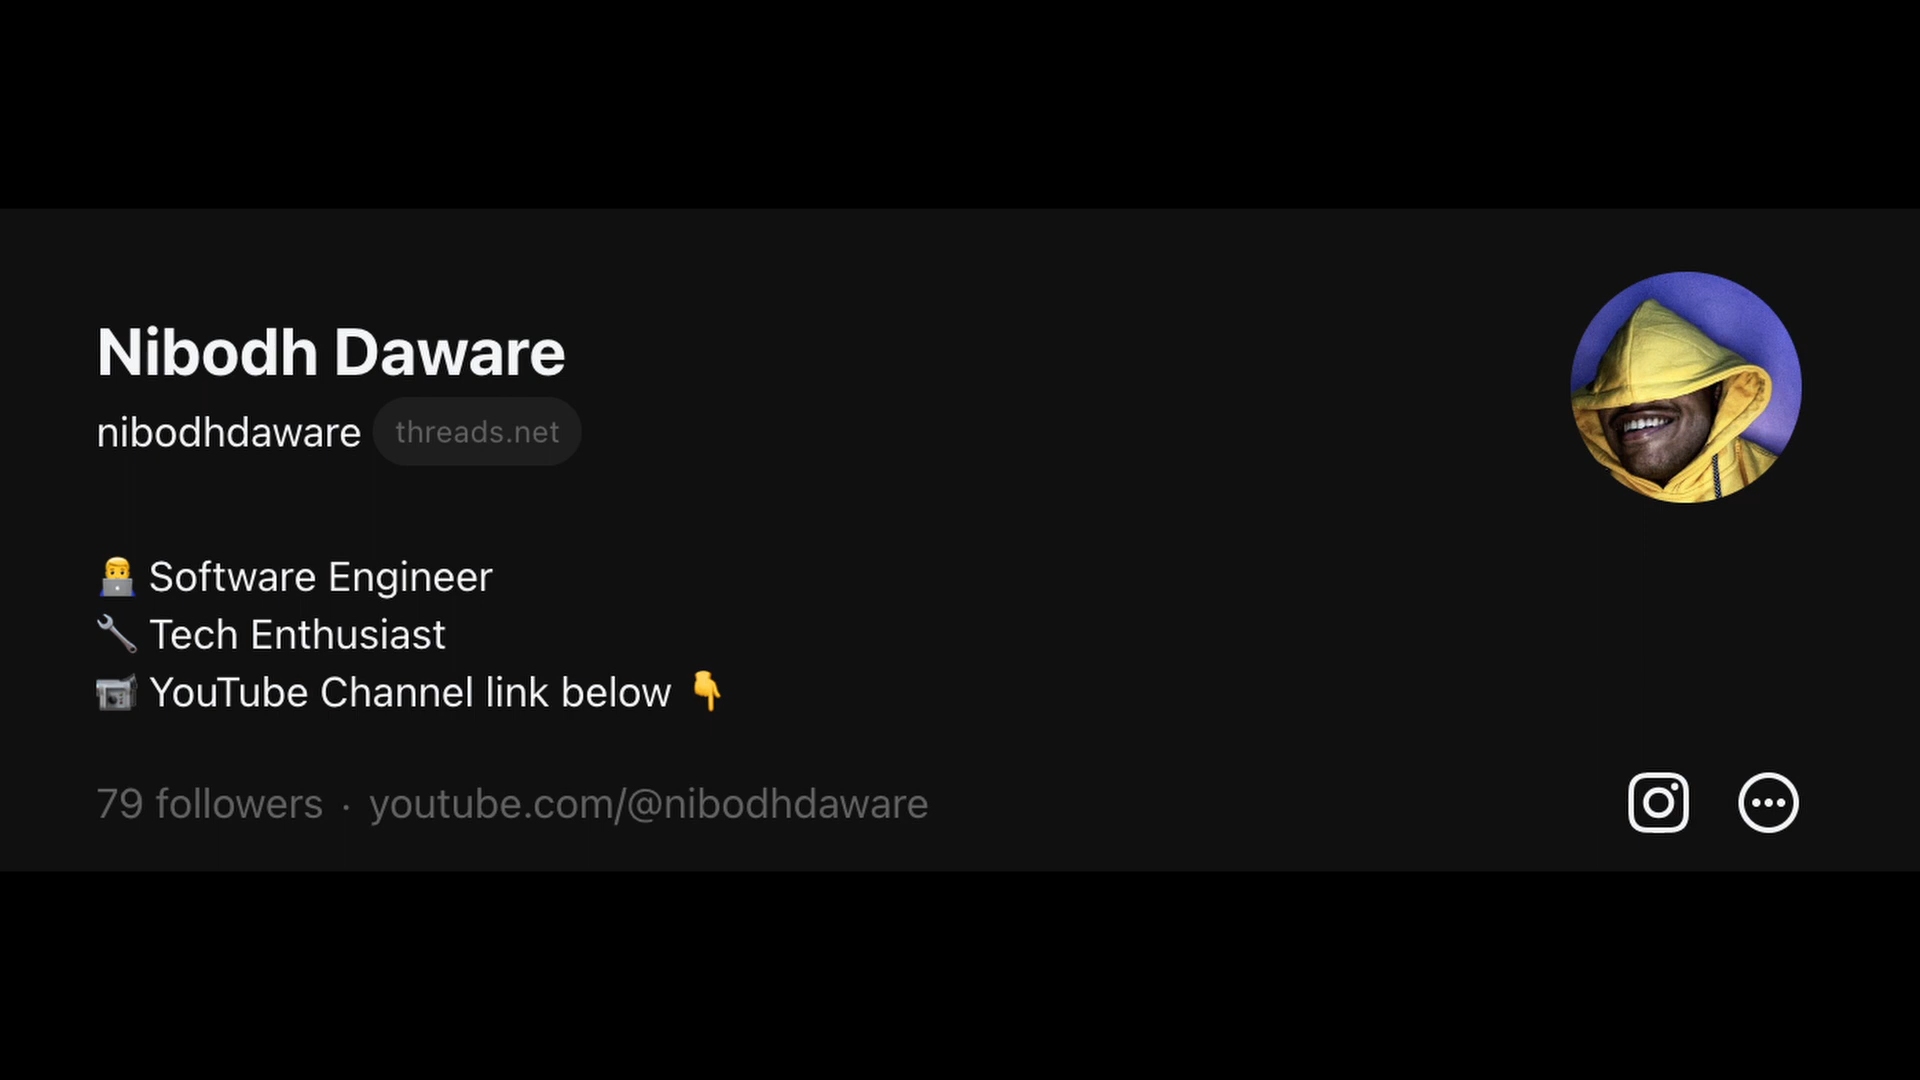 Nibodh Daware
nibodhdaware threads.net
👨‍💻 Software Engineer
🔧 Tech Enthusiast
📹 YouTube Channel link below 👇
79 followers · youtube.com/@nibodhdaware